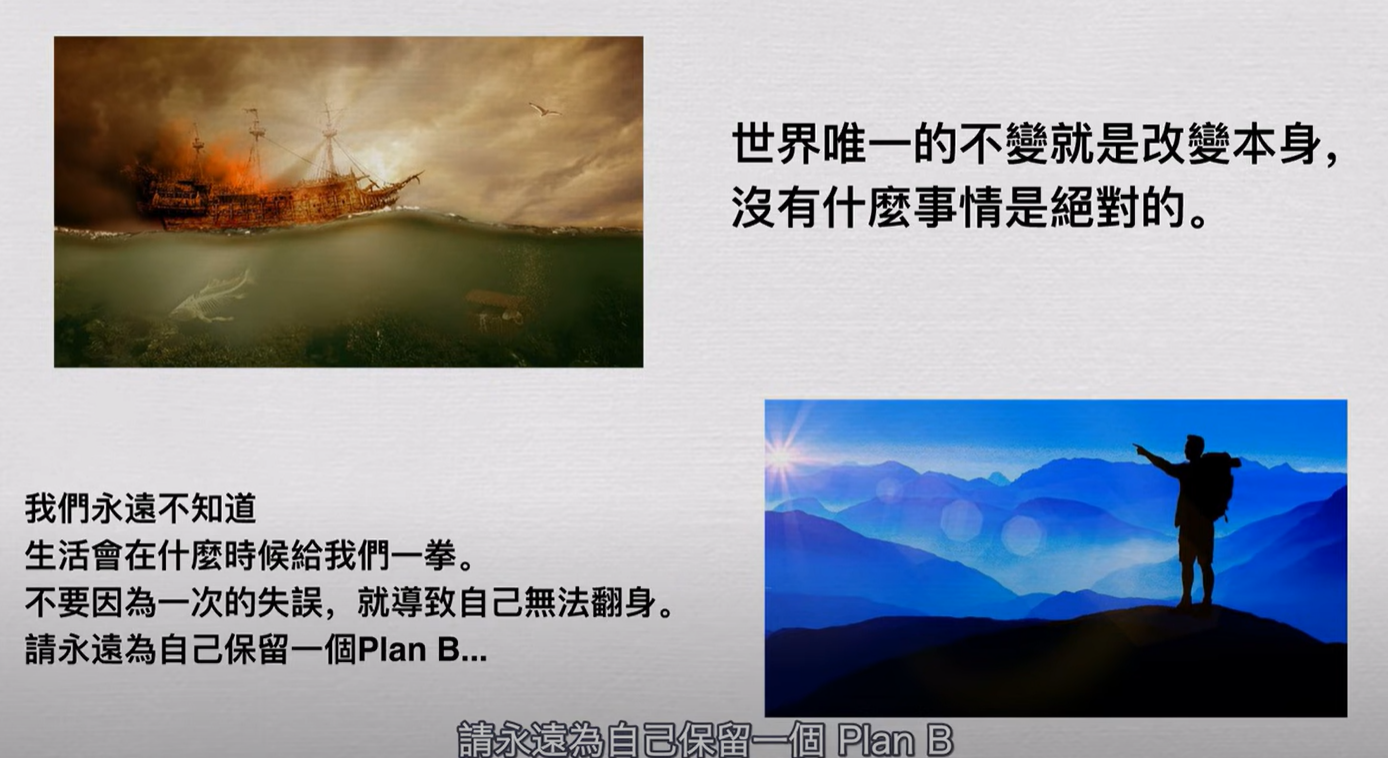 世界唯一的不變就是改變本身，
沒有什麼事情是絕對的。
我們永遠不知道
生活會在什麼時候給我們一拳。
不要因為一次的失誤，就導致自己無法翻身。
請永遠為自己保留一個Plan B...
請永遠為自己保留一個 Plan B